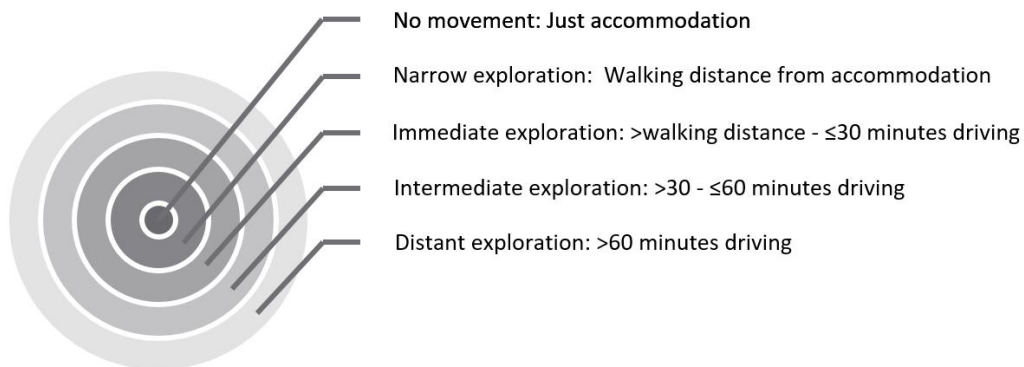 No movement: Just accommodation
Narrow exploration: Walking distance from accommodation
Immediate exploration: >walking distance - ≤30 minutes driving
Intermediate exploration: >30 - ≤60 minutes driving
Distant exploration: >60 minutes driving